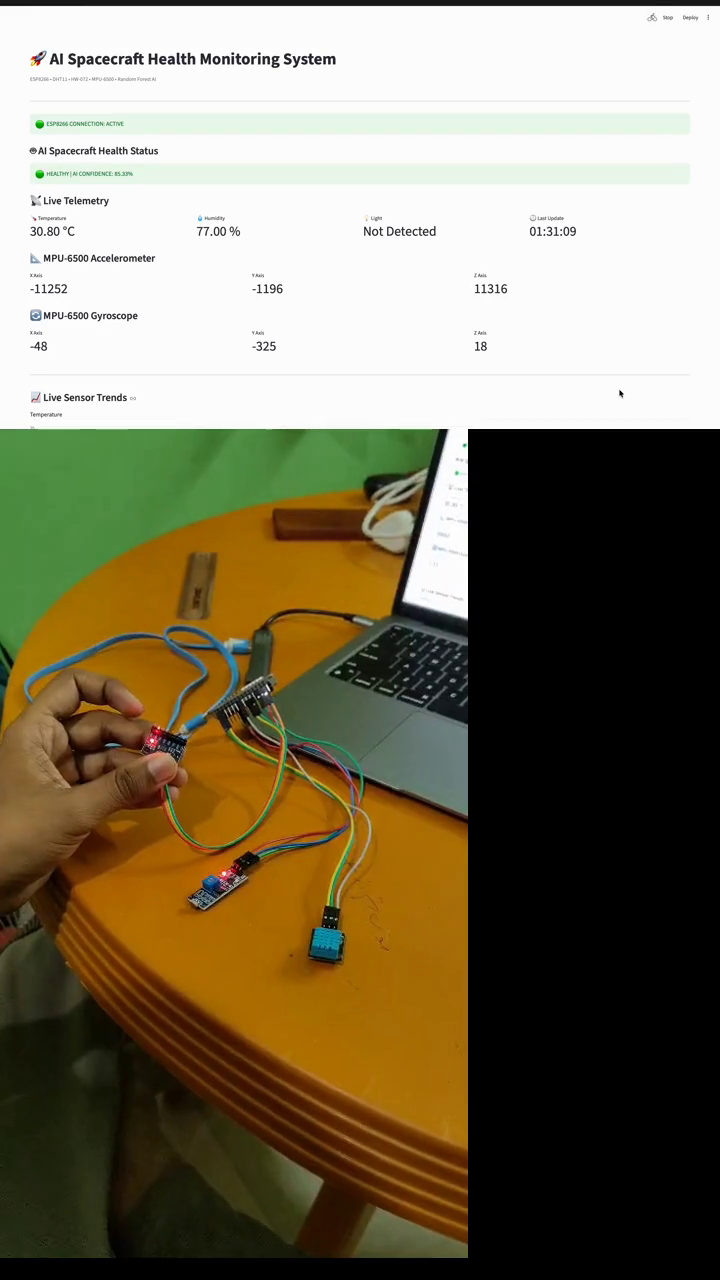 Stop Deploy
🚀 AI Spacecraft Health Monitoring System
ESP8266 • DHT11 • HW-072 • MPU-6500 • Random Forest AI
ESP8266 CONNECTION: ACTIVE
AI Spacecraft Health Status
HEALTHY | AI CONFIDENCE: 85.33%
Live Telemetry
Temperature Humidity Light Last Update
30.80 °C 77.00 % Not Detected 01:31:09
MPU-6500 Accelerometer
X Axis Y Axis Z Axis
-11252 -1196 11316
MPU-6500 Gyroscope
X Axis Y Axis Z Axis
-48 -325 18
Live Sensor Trends
Temperature